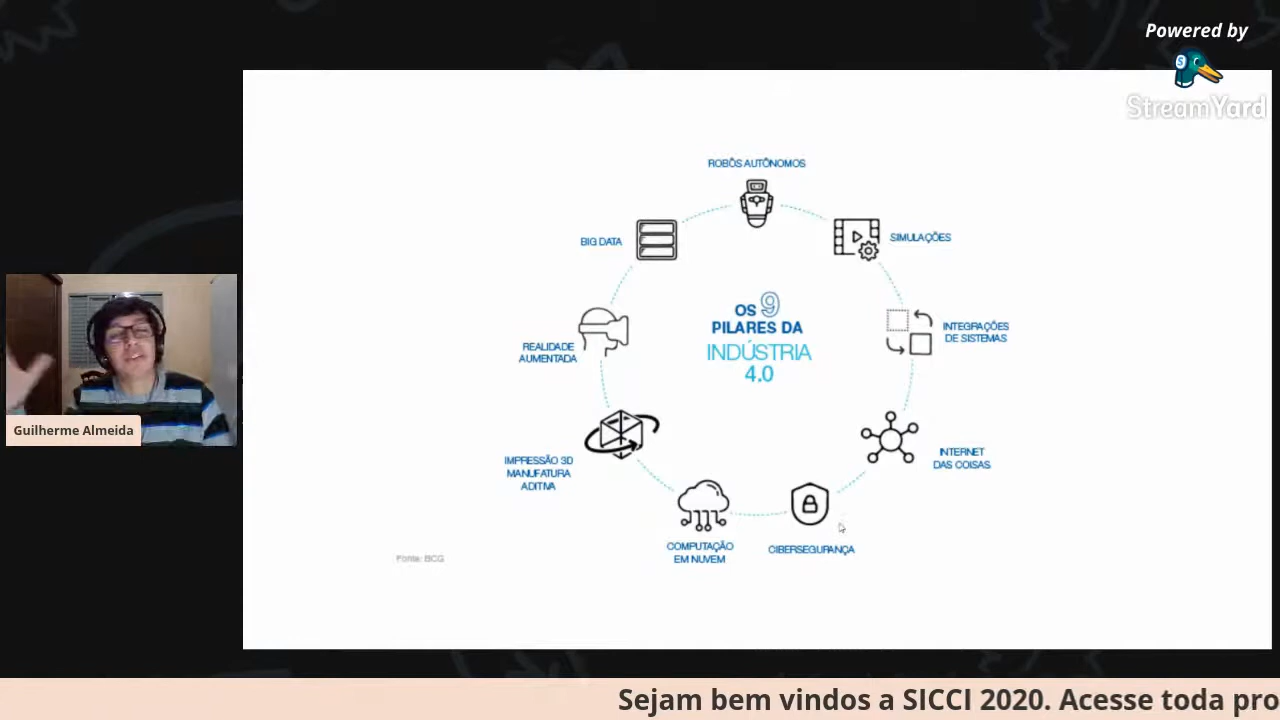 Powered by
StreamYard
ROBÔS AUTÔNOMOS
BIG DATA
SIMULAÇÕES
OS 9
PILARES DA
INDÚSTRIA
4.0
INTEGRAÇÕES
DE SISTEMAS
REALIDADE
AUMENTADA
Guilherme Almeida
IMPRESSÃO 3D
MANUFATURA
ADITIVA
INTERNET
DAS COISAS
COMPUTAÇÃO
EM NUVEM
CIBERSEGURANÇA
Fonte: BCG
Sejam bem vindos a SICCI 2020. Acesse toda pro